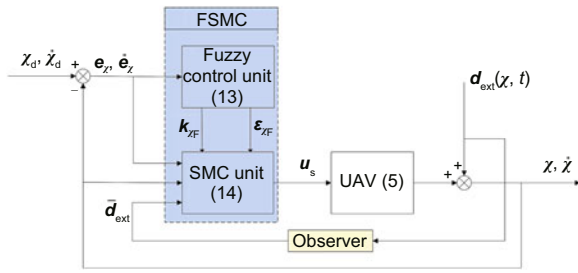 FSMC
χd, χ̇d
+
−
eχ, ėχ
Fuzzy
control unit
(13)
kχF
εχF
SMC unit
(14)
us
UAV (5)
dext(χ, t)
+
+
χ, χ̇
d̄ext
Observer